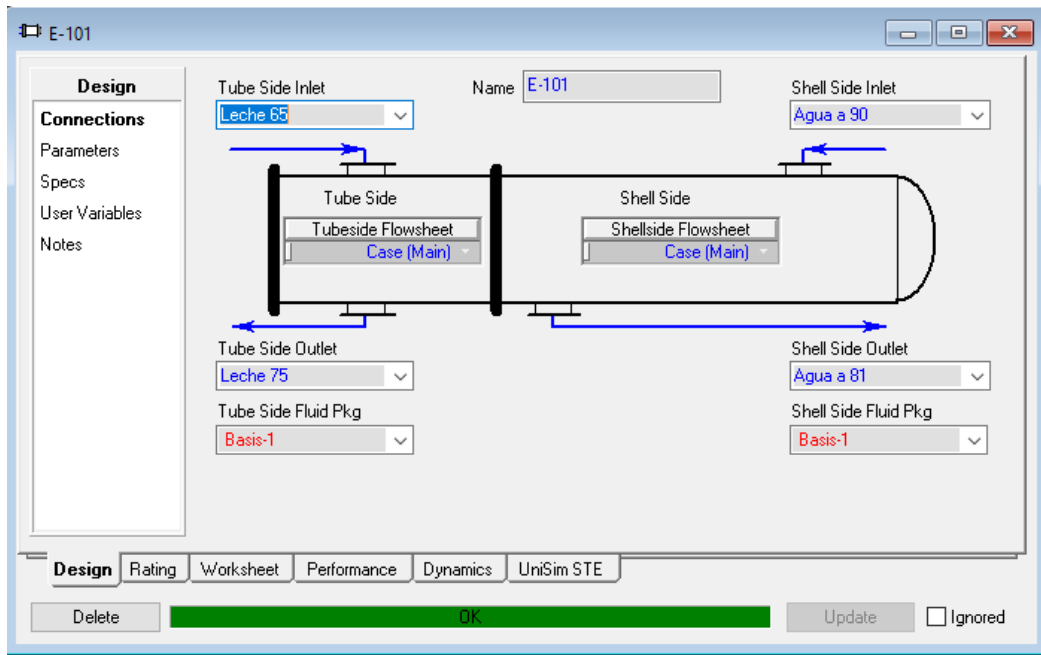 E-101
Design
Connections
Parameters
Specs
User Variables
Notes
Tube Side Inlet
Leche 65
Name E-101
Shell Side Inlet
Agua a 90
Tube Side
Tubeside Flowsheet
Case (Main)
Shell Side
Shellside Flowsheet
Case (Main)
Tube Side Outlet
Leche 75
Tube Side Fluid Pkg
Basis-1
Shell Side Outlet
Agua a 81
Shell Side Fluid Pkg
Basis-1
Design Rating Worksheet Performance Dynamics UniSim STE
Delete OK Update Ignored